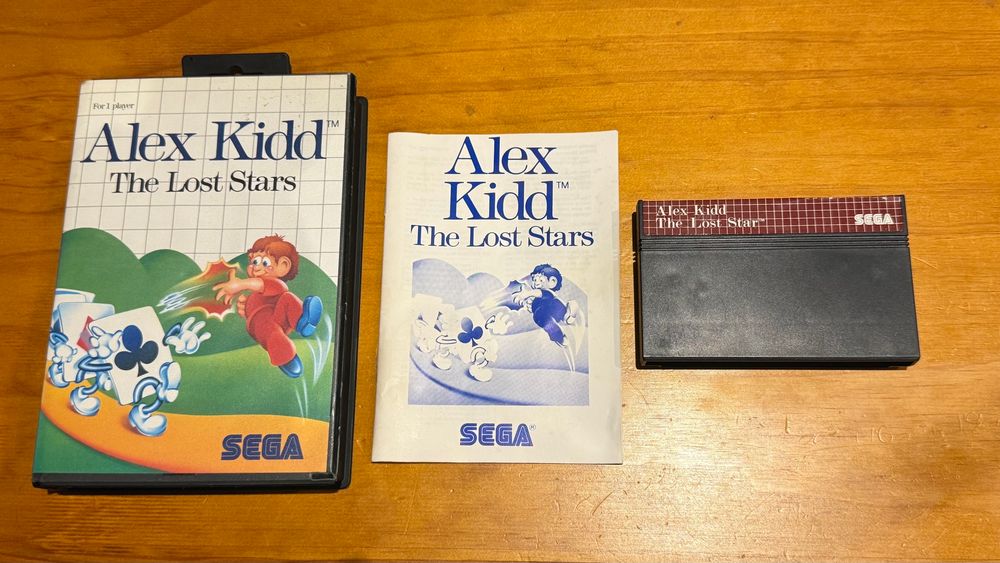 For 1 player
Alex Kidd™
The Lost Stars
SEGA
Alex
Kidd™
The Lost Stars
SEGA®
Alex Kidd
The Lost Star™
SEGA